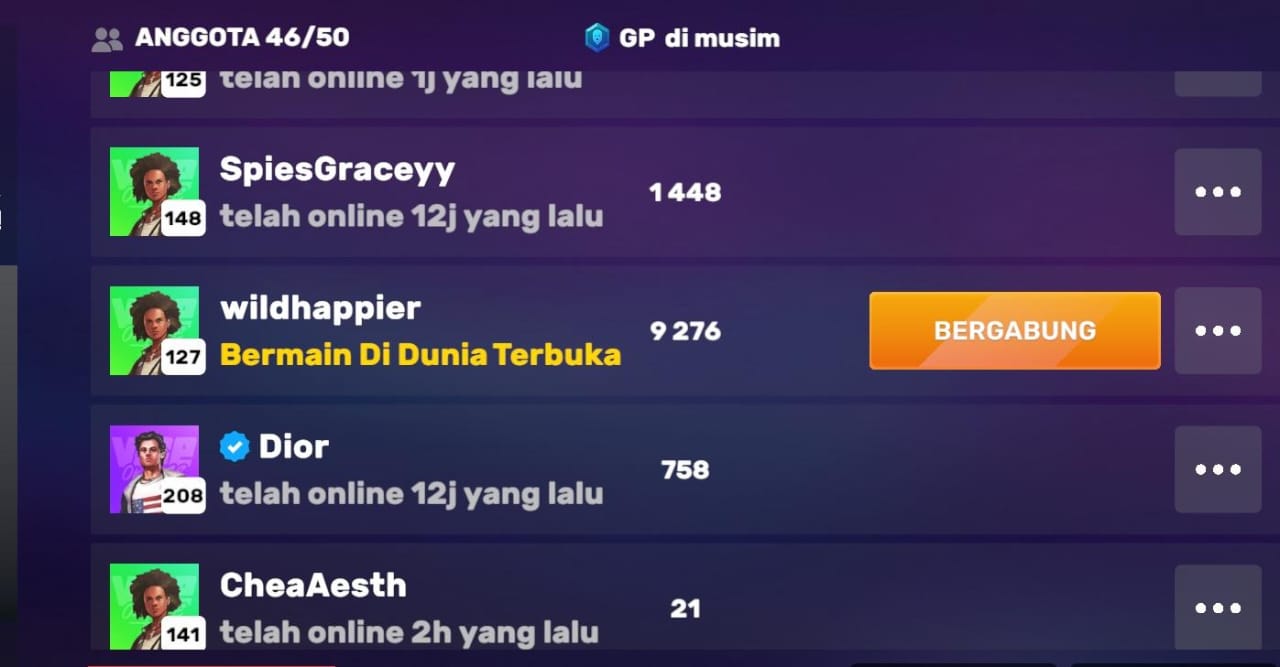 ANGGOTA 46/50
GP di musim
125
telah online 1j yang lalu
SpiesGraceyy
1 448
148
telah online 12j yang lalu
wildhappier
9 276
BERGABUNG
127
Bermain Di Dunia Terbuka
Dior
758
208
telah online 12j yang lalu
CheaAesth
21
141
telah online 2h yang lalu